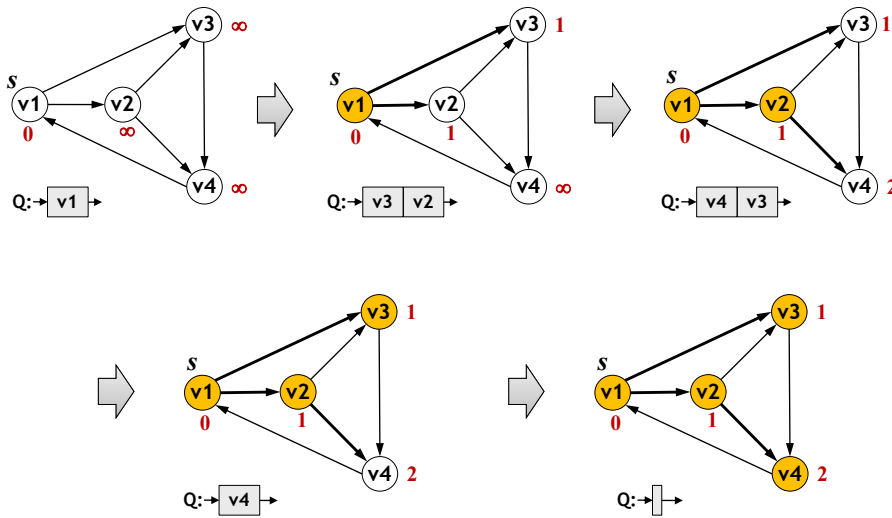 v3 ∞
s
v1 v2
0 ∞
v4 ∞
Q: v1
v3 1
s
v1 v2
0 1
v4 ∞
Q: v3 v2
v3 1
s
v1 v2
0 1
v4 2
Q: v4 v3
v3 1
s
v1 v2
0 1
v4 2
Q: v4
v3 1
s
v1 v2
0 1
v4 2
Q: